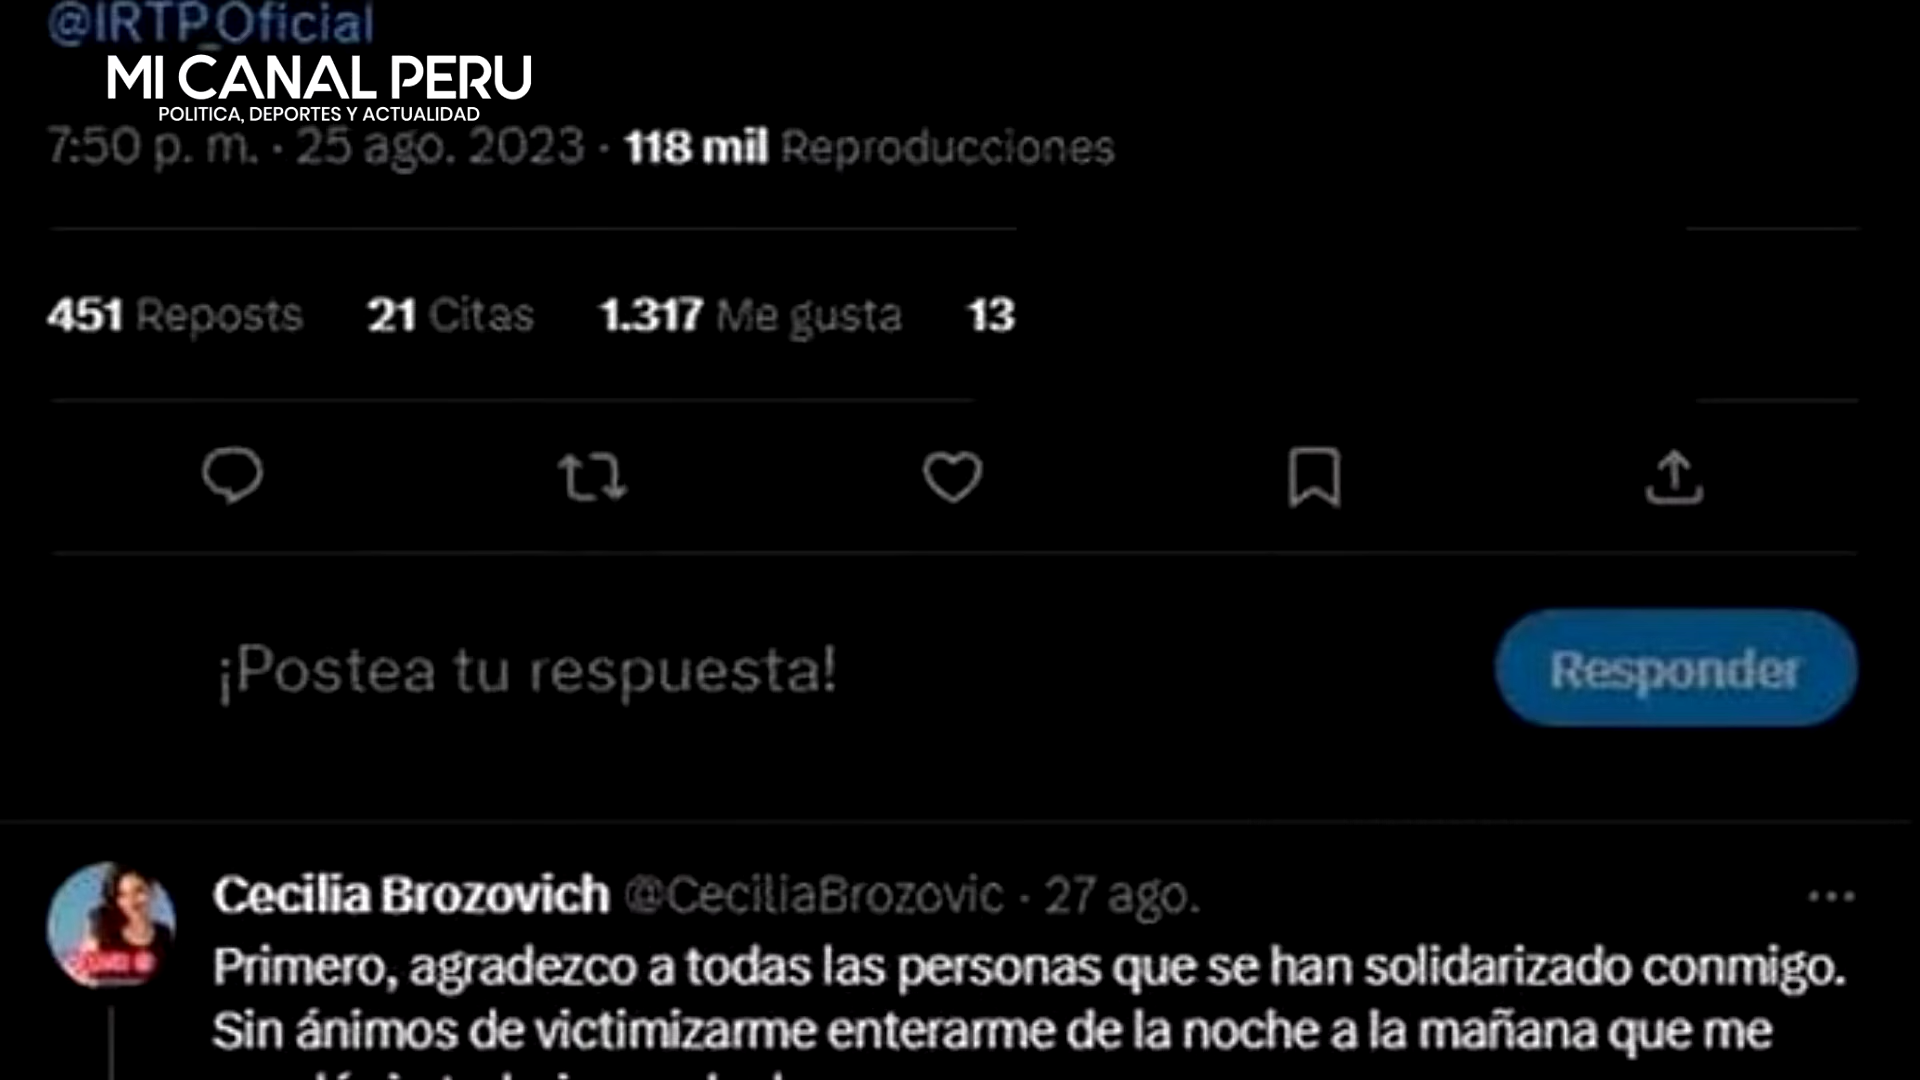 @IRTP_Oficial
MI CANAL PERU
POLITICA, DEPORTES Y ACTUALIDAD
7:50 p. m. · 25 ago. 2023 · 118 mil Reproducciones
451 Reposts 21 Citas 1.317 Me gusta 13
¡Postea tu respuesta!
Responder
Cecilia Brozovich @CeciliaBrozovic · 27 ago.
Primero, agradezco a todas las personas que se han solidarizado conmigo.
Sin ánimos de victimizarme enterarme de la noche a la mañana que me